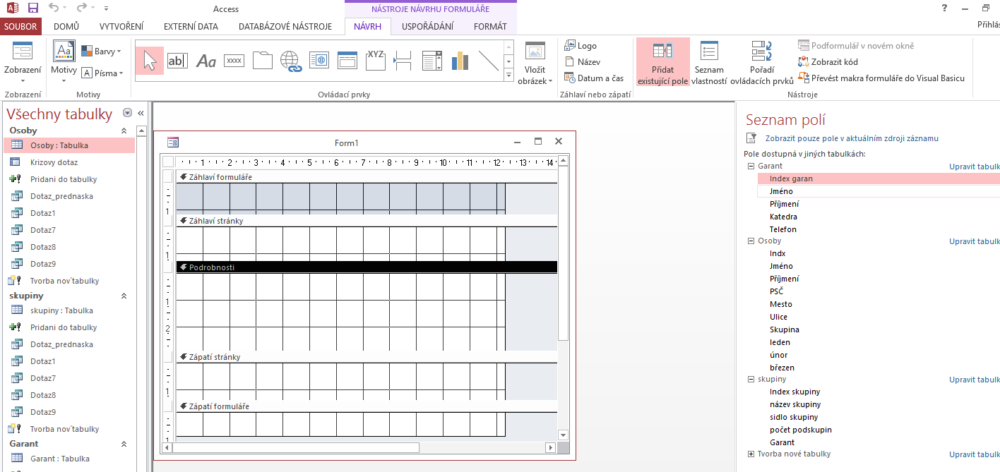 Access
NÁSTROJE NÁVRHU FORMULÁŘE
?
SOUBOR DOMŮ VYTVOŘENÍ EXTERNÍ DATA DATABÁZOVÉ NÁSTROJE NÁVRH USPOŘÁDÁNÍ FORMÁT Přihlás
Zobrazení
Zobrazení
Aa
Motivy
Barvy
A Písma
Motivy
ab Aa xxxx XYZ
Ovládací prvky
Vložit
obrázek
Logo
Název
Datum a čas
Záhlaví nebo zápatí
Přidat
existující pole
Seznam
vlastností
Pořadí
ovládacích prvků
Podformulář v novém okně
Zobrazit kód
Převést makra formuláře do Visual Basicu
Nástroje
Všechny tabulky
Osoby
Osoby : Tabulka
Krizovy dotaz
Pridani do tabulky
Dotaz_prednaska
Dotaz1
Dotaz7
Dotaz8
Dotaz9
Tvorba nov´tabulky
skupiny
skupiny : Tabulka
Pridani do tabulky
Dotaz_prednaska
Dotaz1
Dotaz7
Dotaz8
Dotaz9
Tvorba nov´tabulky
Garant
Garant : Tabulka
Form1
1 2 3 4 5 6 7 8 9 10 11 12 13 14
Záhlaví formuláře
1
Záhlaví stránky
1
Podrobnosti
1
2
Zápatí stránky
1
Zápatí formuláře
1
Seznam polí
Zobrazit pouze pole v aktuálním zdroji záznamu
Pole dostupná v jiných tabulkách:
Garant Upravit tabulk
Index garan
Jméno
Příjmení
Katedra
Telefon
Osoby Upravit tabulk
Indx
Jméno
Příjmení
PSČ
Mesto
Ulice
Skupina
leden
únor
březen
skupiny Upravit tabulk
Index skupiny
název skupiny
sidlo skupiny
počet podskupin
Garant
Tvorba nové tabulky Upravit tabulk